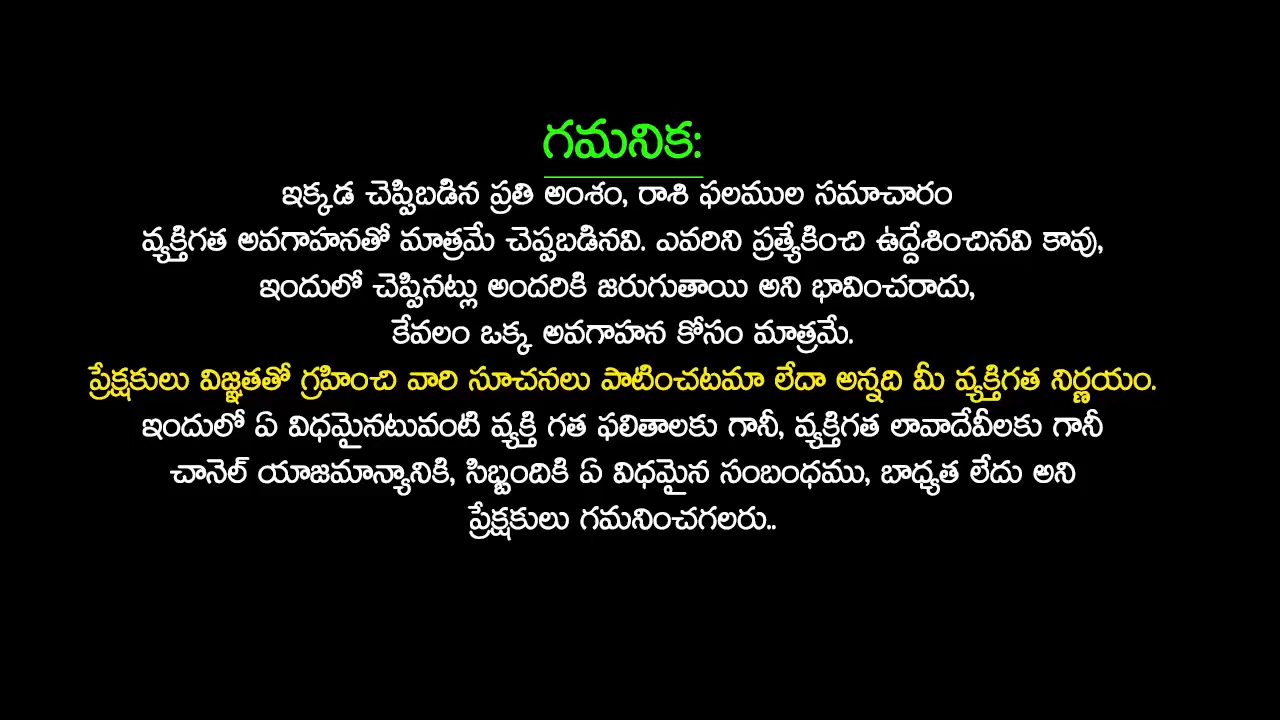 గమనిక:
ఇక్కడ చెప్పిబడిన ప్రతి అంశం, రాశి ఫలముల సమాచారం
వ్యక్తిగత అవగాహనతో మాత్రమే చెప్పబడినవి. ఎవరిని ప్రత్యేకించి ఉద్దేశించినవి కావు,
ఇందులో చెప్పినట్లు అందరికి జరుగుతాయి అని భావించరాదు,
కేవలం ఒక్క అవగాహన కోసం మాత్రమే.
ప్రేక్షకులు విజ్ఞతతో గ్రహించి వారి సూచనలు పాటించటమా లేదా అన్నది మీ వ్యక్తిగత నిర్ణయం.
ఇందులో ఏ విధమైనటువంటి వ్యక్తి గత ఫలితాలకు గానీ, వ్యక్తిగత లావాదేవీలకు గానీ
చానెల్ యాజమాన్యానికి, సిబ్బందికి ఏ విధమైన సంబంధము, బాధ్యత లేదు అని
ప్రేక్షకులు గమనించగలరు..